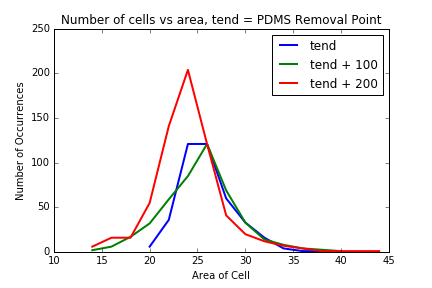 Number of cells vs area, tend = PDMS Removal Point
250
200
150
100
50
0
Number of Occurrences
tend
tend + 100
tend + 200
10 15 20 25 30 35 40 45
Area of Cell